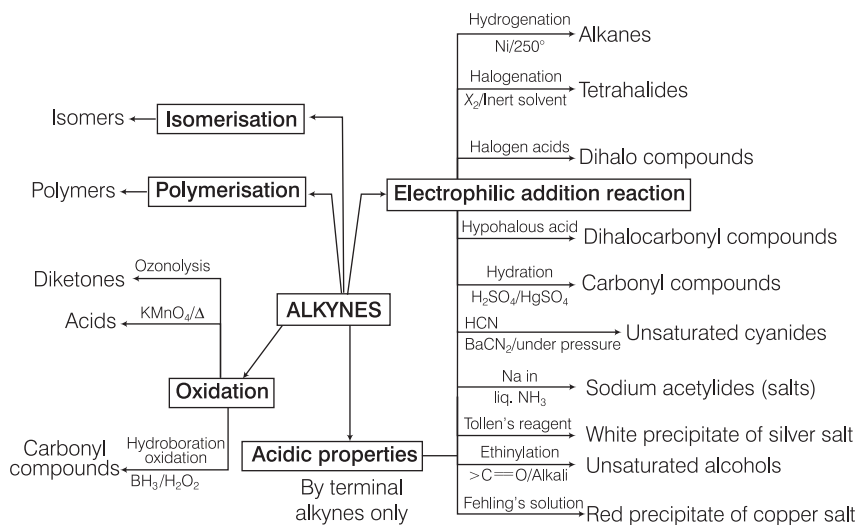 Hydrogenation
Ni/250°
Alkanes
Halogenation
X₂/Inert solvent
Tetrahalides
Isomers
Isomerisation
Halogen acids
Dihalo compounds
Polymers
Polymerisation
Electrophilic addition reaction
Hypohalous acid
Dihalocarbonyl compounds
Diketones
Ozonolysis
Hydration
H₂SO₄/HgSO₄
Carbonyl compounds
ALKYNES
Acids
KMnO₄/Δ
HCN
BaCN₂/under pressure
Unsaturated cyanides
Oxidation
Na in
liq. NH₃
Sodium acetylides (salts)
Tollen's reagent
White precipitate of silver salt
Carbonyl
compounds
Hydroboration
oxidation
BH₃/H₂O₂
Acidic properties
By terminal
alkynes only
Ethinylation
>C=O/Alkali
Unsaturated alcohols
Fehling's solution
Red precipitate of copper salt